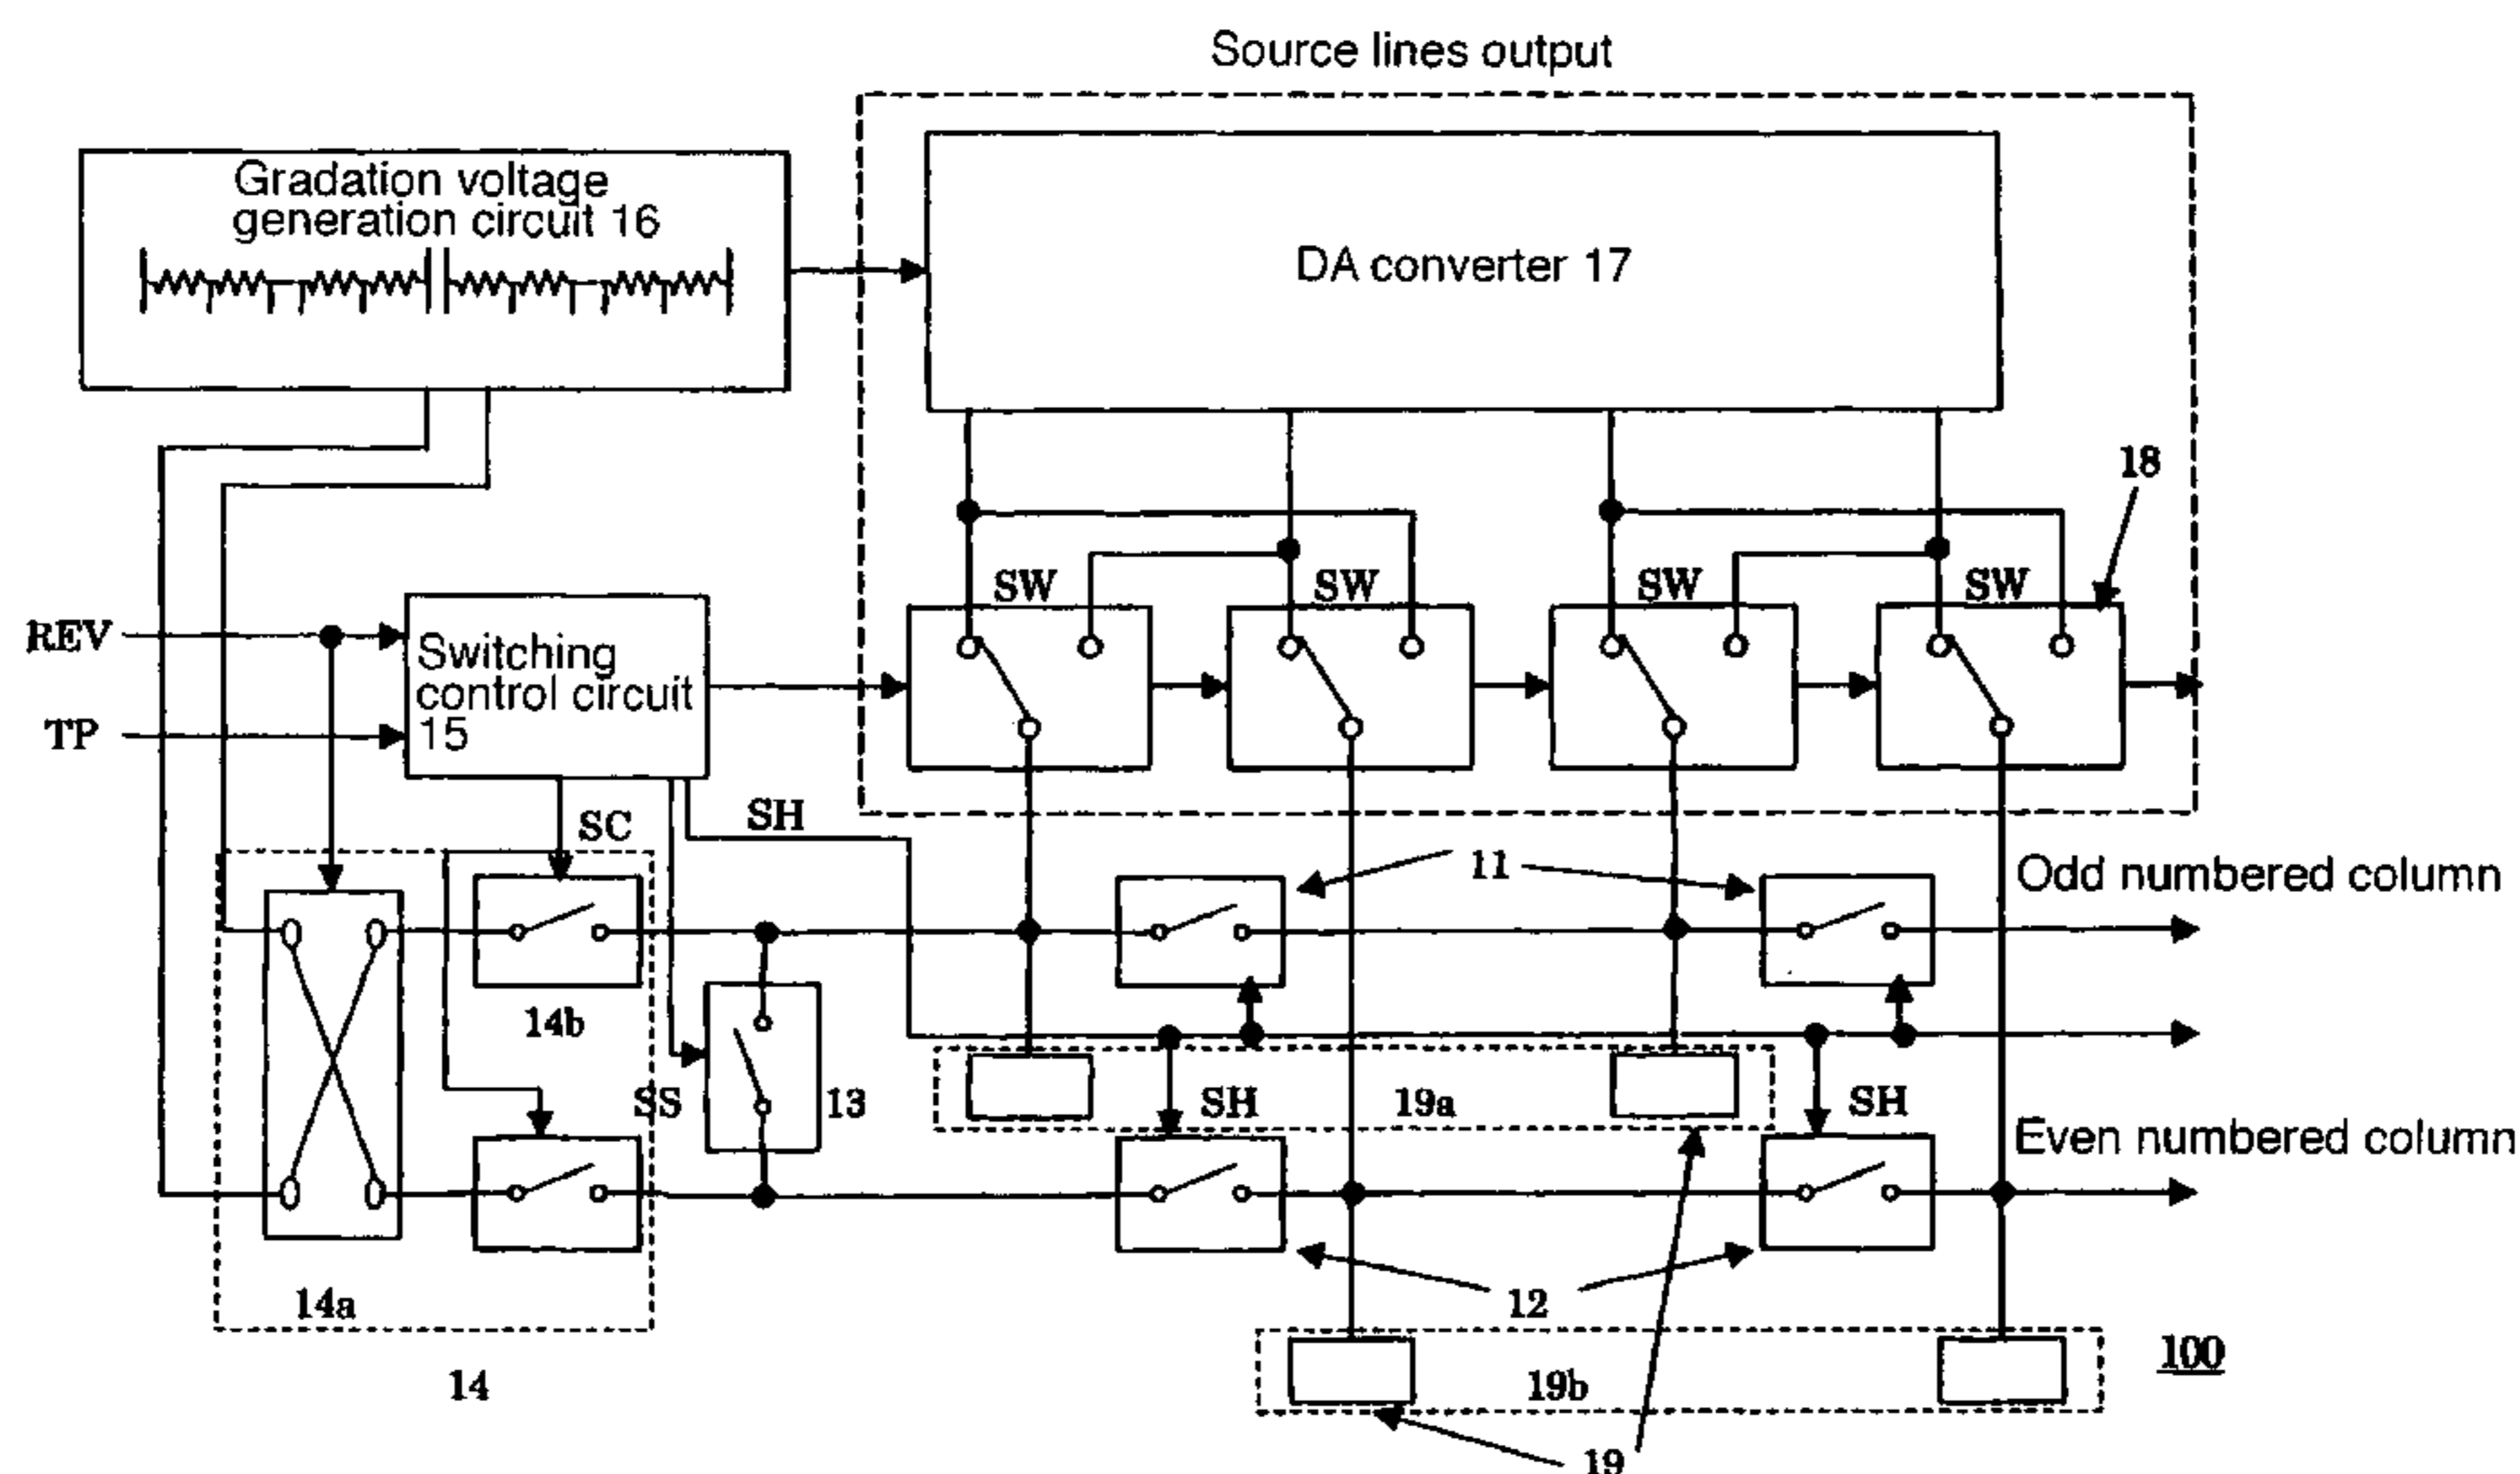 Source lines output
Gradation voltage
generation circuit 16
DA converter 17
18
SW
SW
SW
SW
REV
Switching
control circuit
15
TP
SC
SH
11
Odd numbered column
14b
SS
13
SH
19a
SH
Even numbered column
14a
12
14
19b
100
19